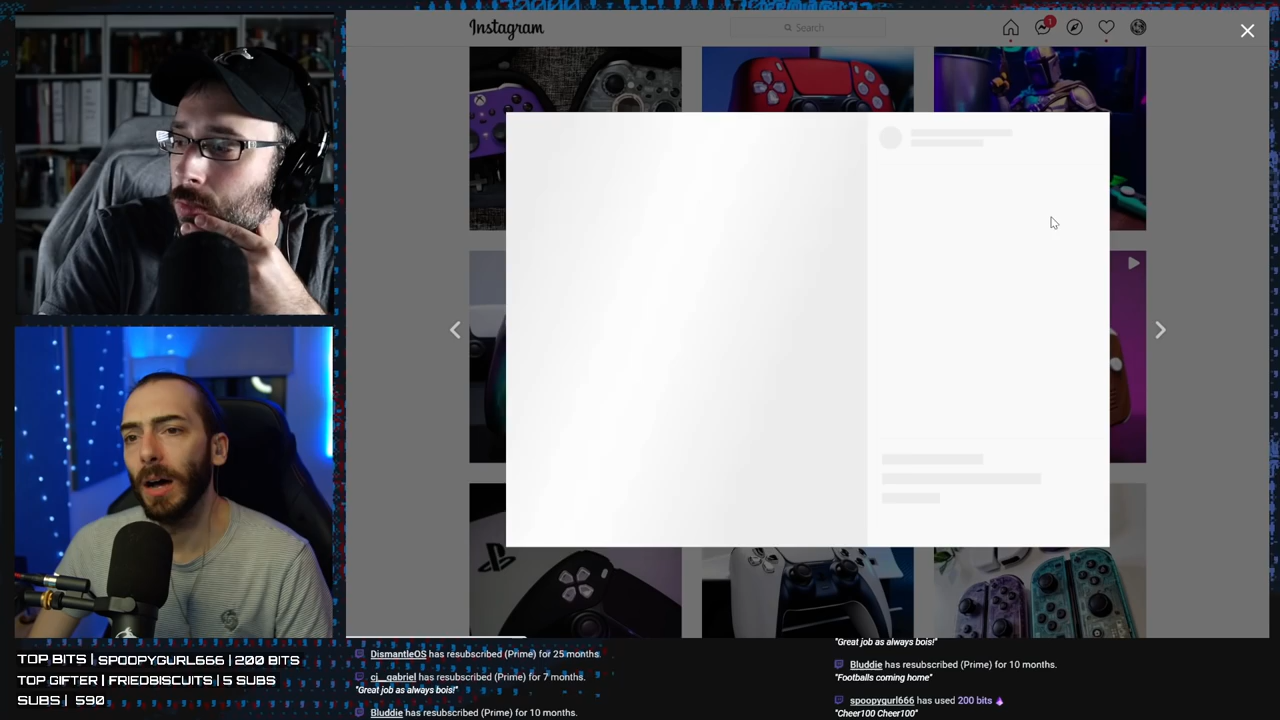 Instagram
Search
1
TOP BITS | SPOOPYGURL666 | 200 BITS
TOP GIFTER | FRIEDBISCUITS | 5 SUBS
SUBS | 590
DismantleOS has resubscribed (Prime) for 25 months.
cj__gabriel has resubscribed (Prime) for 7 months.
"Great job as always bois!"
Bluddie has resubscribed (Prime) for 10 months.
"Great job as always bois!"
Bluddie has resubscribed (Prime) for 10 months.
"Footballs coming home"
spoopygurl666 has used 200 bits
"Cheer100 Cheer100"